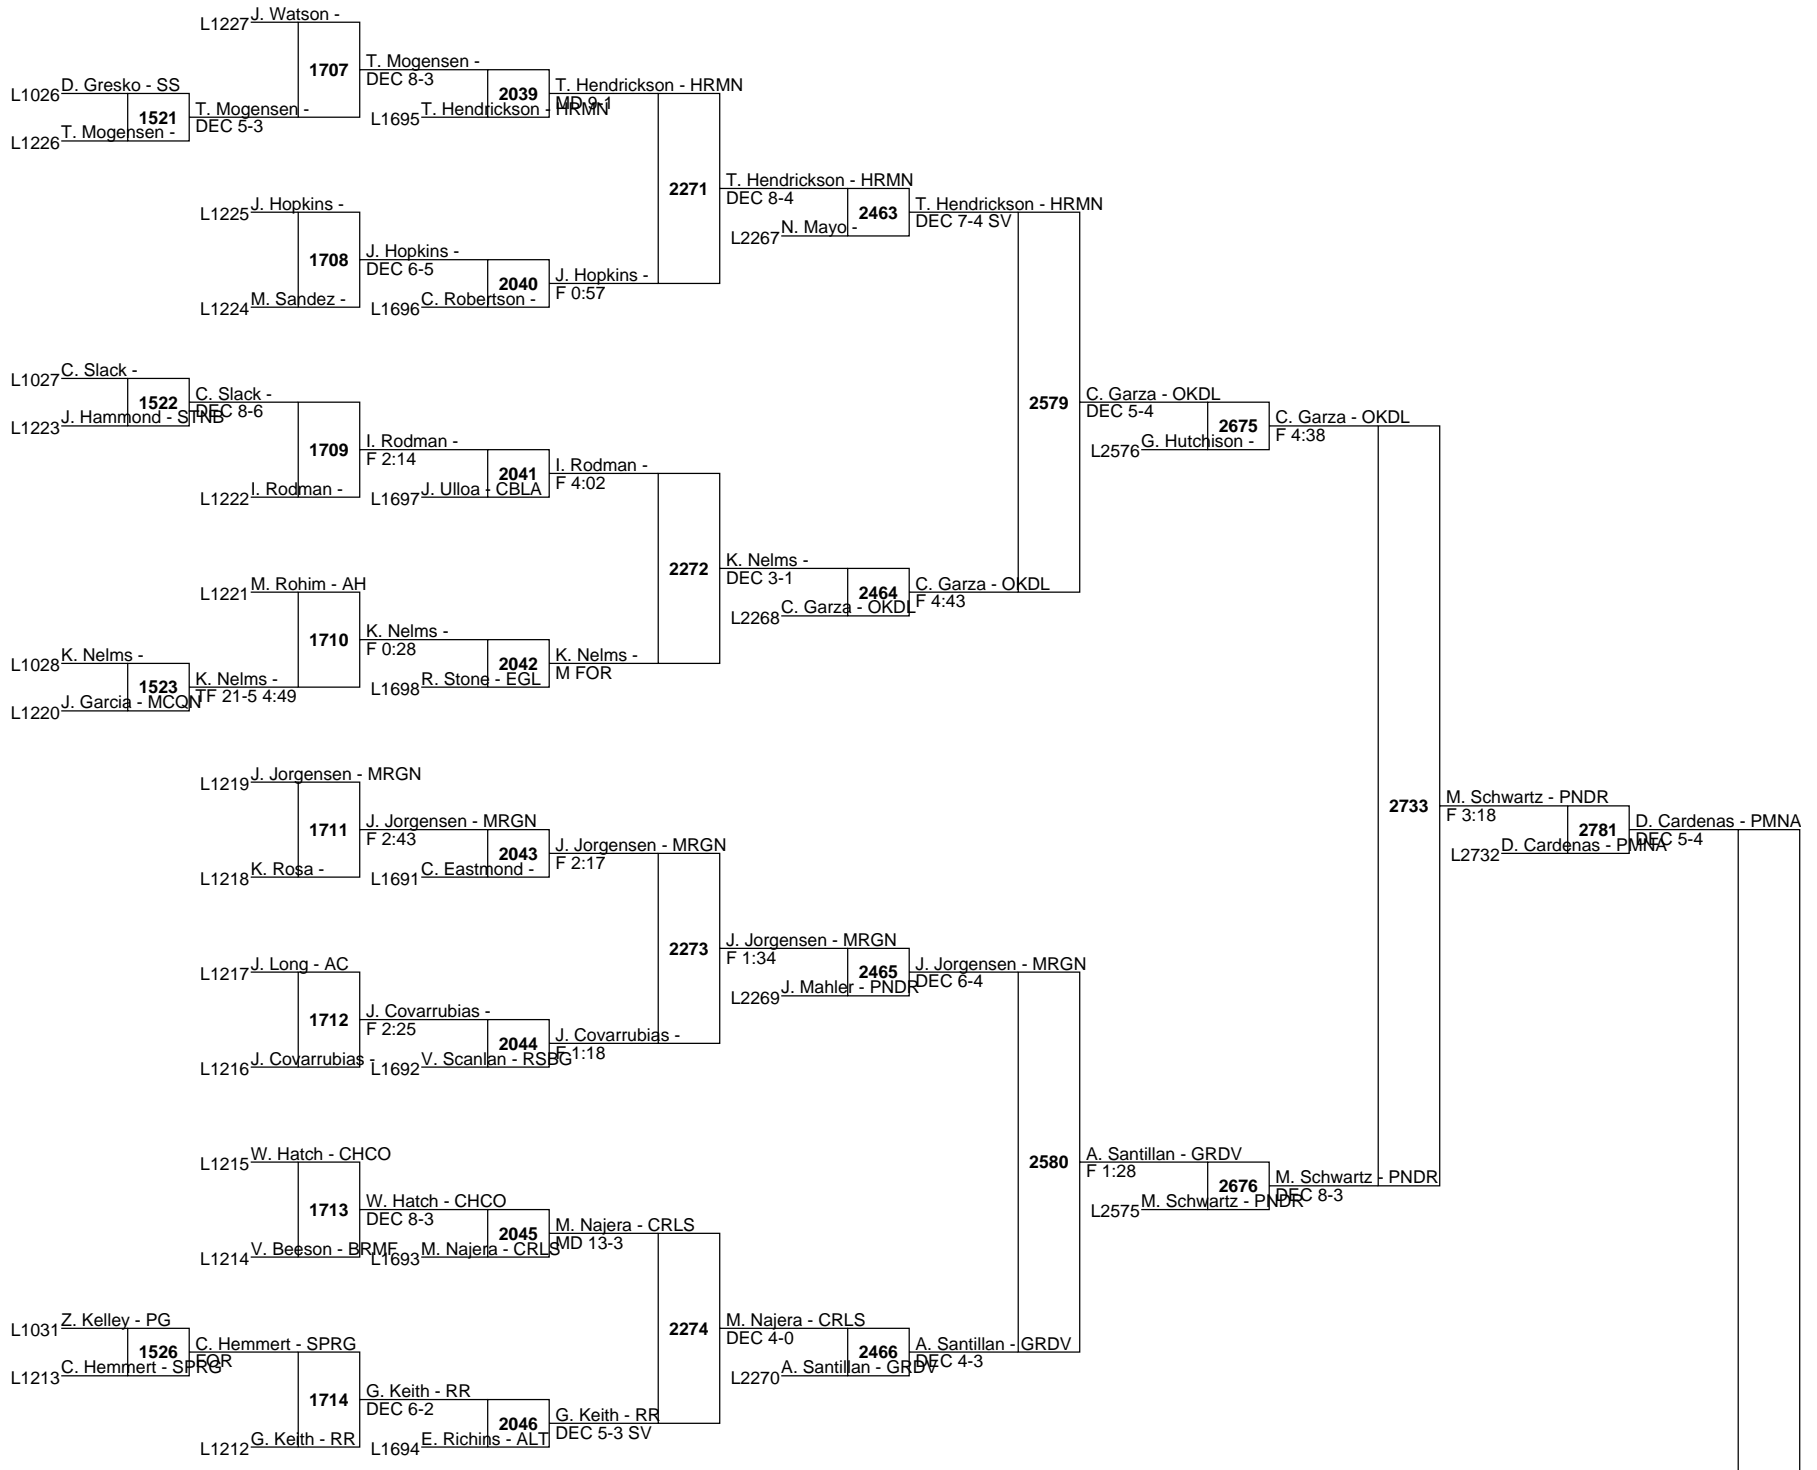 L1227 J. Watson -
1707
T. Mogensen -
DEC 8-3
L1026 D. Gresko - SS
1521
L1226 T. Mogensen -
T. Mogensen -
DEC 5-3
2039
L1695 T. Hendrickson - HRMN
T. Hendrickson - HRMN
MD 9-1
2271
T. Hendrickson - HRMN
DEC 8-4
L1225 J. Hopkins -
1708
L1224 M. Sandez -
J. Hopkins -
DEC 6-5
2040
L1696 C. Robertson -
J. Hopkins -
F 0:57
2463
L2267 N. Mayo -
T. Hendrickson - HRMN
DEC 7-4 SV
L1027 C. Slack -
1522
L1223 J. Hammond - STNB
C. Slack -
DEC 8-6
1709
L1222 I. Rodman -
I. Rodman -
F 2:14
2041
L1697 J. Ulloa - CBLA
I. Rodman -
F 4:02
2579
C. Garza - OKDL
DEC 5-4
2675
L2576 G. Hutchison -
C. Garza - OKDL
F 4:38
2272
K. Nelms -
DEC 3-1
2464
L2268 C. Garza - OKDL
C. Garza - OKDL
F 4:43
L1221 M. Rohim - AH
1710
K. Nelms -
F 0:28
L1028 K. Nelms -
1523
L1220 J. Garcia - MCQN
K. Nelms -
TF 21-5 4:49
2042
L1698 R. Stone - EGL
K. Nelms -
M FOR
L1219 J. Jorgensen - MRGN
1711
L1218 K. Rosa -
J. Jorgensen - MRGN
F 2:43
2043
L1691 C. Eastmond -
J. Jorgensen - MRGN
F 2:17
2733
M. Schwartz - PNDR
F 3:18
2781
L2732 D. Cardenas - PMNA
D. Cardenas - PMNA
DEC 5-4
2273
J. Jorgensen - MRGN
F 1:34
2465
L2269 J. Mahler - PNDR
J. Jorgensen - MRGN
DEC 6-4
L1217 J. Long - AC
1712
L1216 J. Covarrubias -
J. Covarrubias -
F 2:25
2044
L1692 V. Scanlan - RSBG
J. Covarrubias -
F 1:18
L1215 W. Hatch - CHCO
1713
L1214 V. Beeson - BRMF
W. Hatch - CHCO
DEC 8-3
2045
L1693 M. Najera - CRLS
M. Najera - CRLS
MD 13-3
2580
A. Santillan - GRDV
F 1:28
2676
L2575 M. Schwartz - PNDR
M. Schwartz - PNDR
DEC 8-3
2274
M. Najera - CRLS
DEC 4-0
2466
L2270 A. Santillan - GRDV
A. Santillan - GRDV
DEC 4-3
L1031 Z. Kelley - PG
1526
L1213 C. Hemmert - SPRG
C. Hemmert - SPRG
FOR
1714
L1212 G. Keith - RR
G. Keith - RR
DEC 6-2
2046
L1694 E. Richins - ALT
G. Keith - RR
DEC 5-3 SV